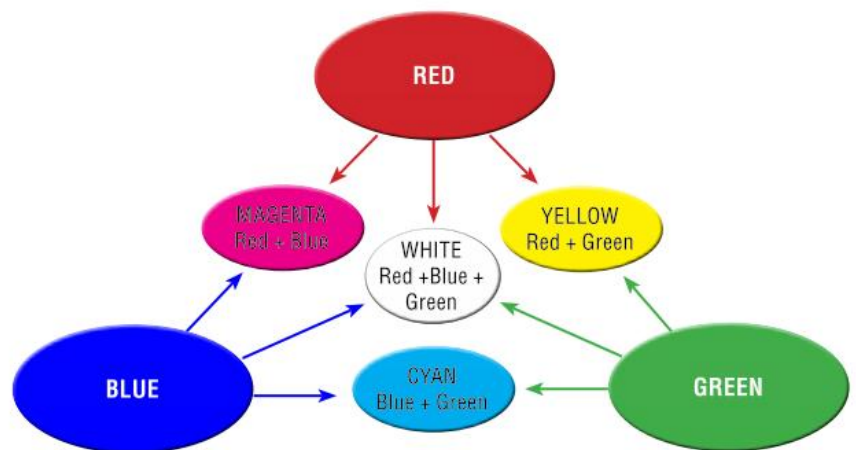 RED
MAGENTA
Red + Blue
YELLOW
Red + Green
WHITE
Red +Blue +
Green
BLUE
CYAN
Blue + Green
GREEN